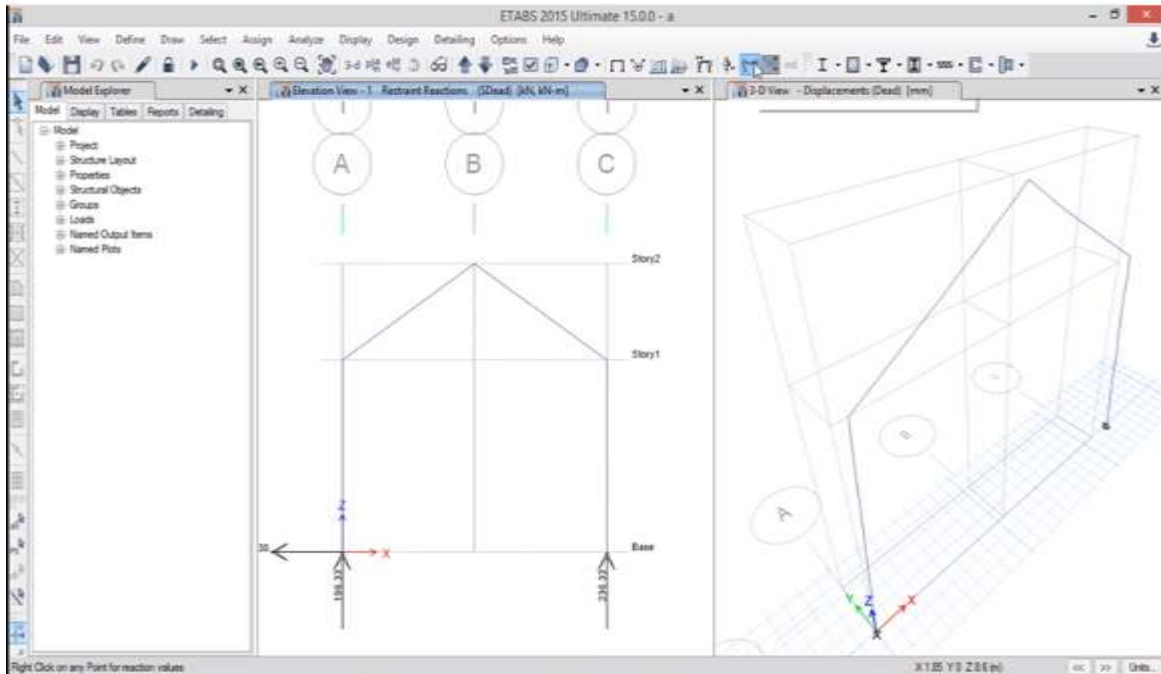 ETABS 2015 Ultimate 15.0.0 - a
File Edit View Define Draw Select Assign Analyze Display Design Detailing Options Help
3-d
Model Explorer
Elevation View - 1 Restraint Reactions (SDead) [kN, kN-m]
3-D View - Displacements (Dead) [mm]
Model Display Tables Reports Detailing
Model
Project
Structure Layout
Properties
Structural Objects
Groups
Loads
Named Output Items
Named Plots
A B C
Story2
Story1
Z
30 X Base
A
B
Y Z X
Right Click on any Point for reaction values
Units...